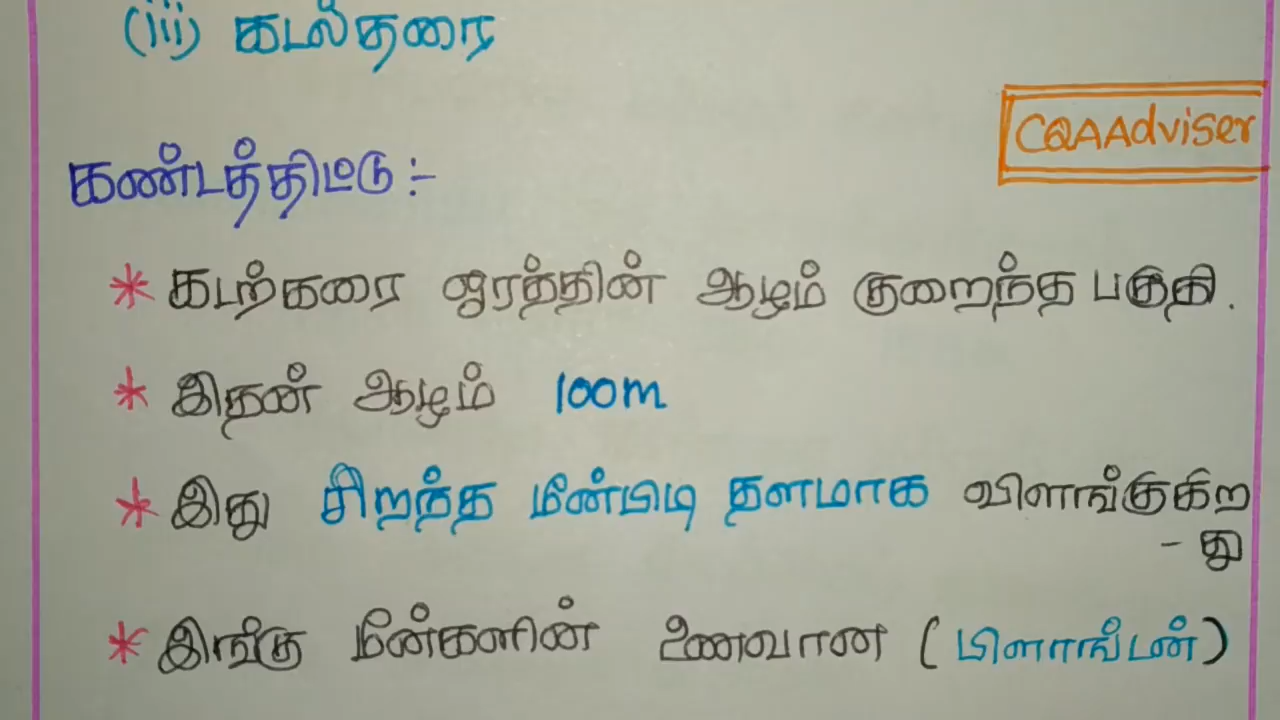 (iii) கடல்தரை
CQAAdviser
கண்டத்திட்டு :-
* கடற்கரை ஓரத்தின் ஆழம் குறைந்த பகுதி.
* இதன் ஆழம் 100m
* இது சிறந்த மீன்பிடி தளமாக விளங்குகிற
- து
* இங்கு மீன்களின் உணவான (பிளாங்டன்)